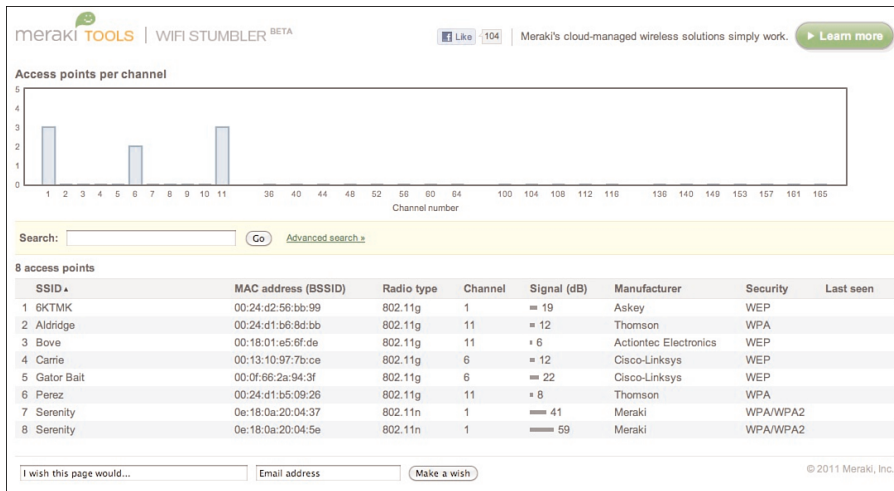 meraki TOOLS | WIFI STUMBLER BETA
Like 104 | Meraki's cloud-managed wireless solutions simply work. Learn more
Access points per channel
5
4
3
2
1
0
1 2 3 4 5 6 7 8 9 10 11 36 40 44 48 52 56 60 64 100 104 108 112 116 136 140 149 153 157 161 165
Channel number
Search: Go Advanced search »
8 access points
SSID ▴ MAC address (BSSID) Radio type Channel Signal (dB) Manufacturer Security Last seen
1 6KTMK 00:24:d2:56:bb:99 802.11g 1 19 Askey WEP
2 Aldridge 00:24:d1:b6:8d:bb 802.11g 11 12 Thomson WPA
3 Bove 00:18:01:e5:6f:de 802.11g 11 6 Actiontec Electronics WEP
4 Carrie 00:13:10:97:7b:ce 802.11g 6 12 Cisco-Linksys WEP
5 Gator Bait 00:0f:66:2a:94:3f 802.11g 6 22 Cisco-Linksys WEP
6 Perez 00:24:d1:b5:09:26 802.11g 11 8 Thomson WPA
7 Serenity 0e:18:0a:20:04:37 802.11n 1 41 Meraki WPA/WPA2
8 Serenity 0e:18:0a:20:04:5e 802.11n 1 59 Meraki WPA/WPA2
I wish this page would... Email address Make a wish © 2011 Meraki, Inc.